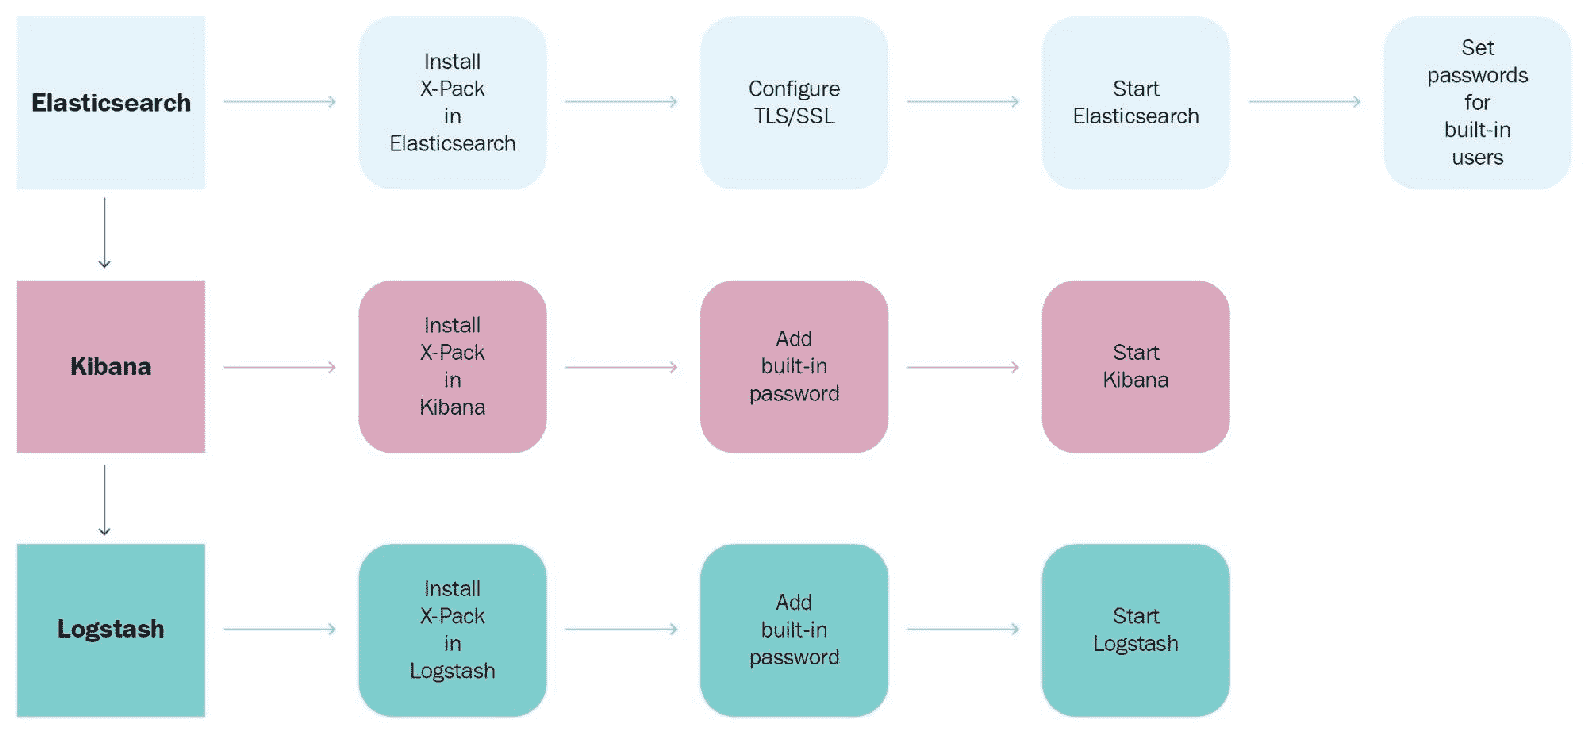 Elasticsearch
Install
X-Pack
in
Elasticsearch
Configure
TLS/SSL
Start
Elasticsearch
Set
passwords
for
built-in
users
Kibana
Install
X-Pack
in
Kibana
Add
built-in
password
Start
Kibana
Logstash
Install
X-Pack
in
Logstash
Add
built-in
password
Start
Logstash